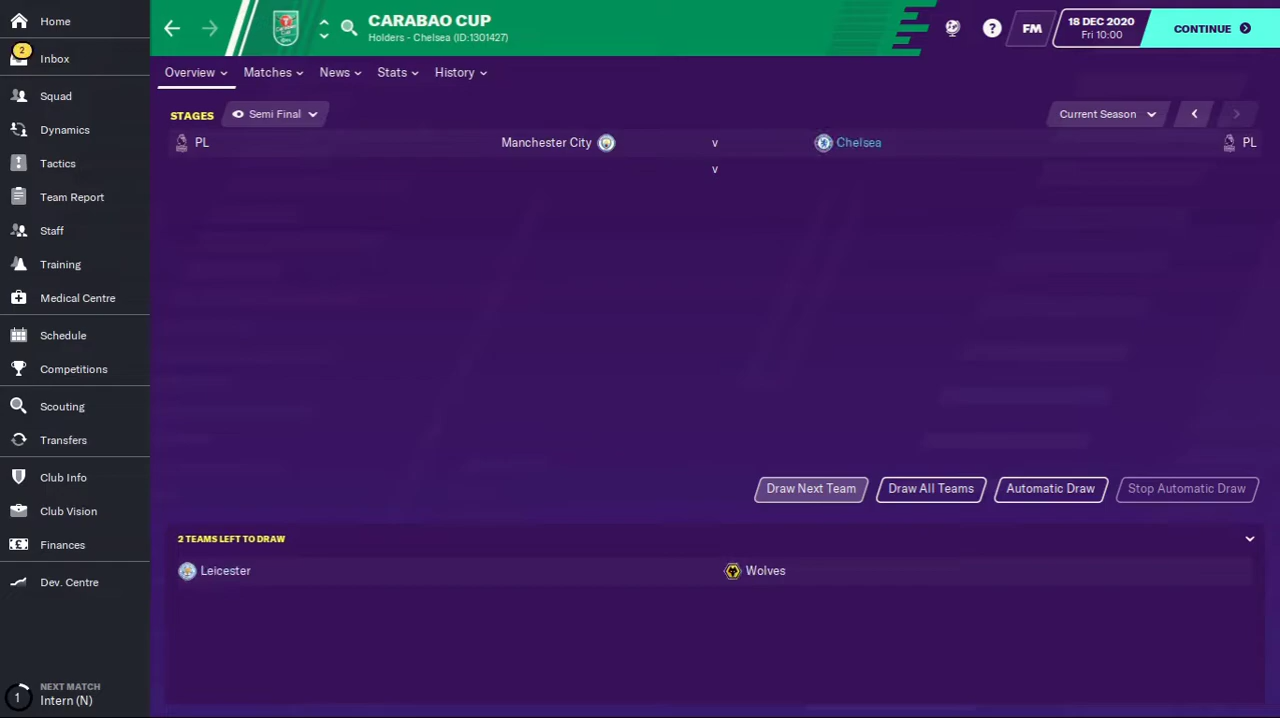 Home
CARABAO CUP
Holders - Chelsea (ID:1301427)
FM
18 DEC 2020
Fri 10:00
CONTINUE
2
Inbox
Overview
Matches
News
Stats
History
Squad
Dynamics
Tactics
Team Report
Staff
Training
Medical Centre
Schedule
Competitions
Scouting
Transfers
Club Info
Club Vision
Finances
Dev. Centre
1
NEXT MATCH
Intern (N)
STAGES
Semi Final
Current Season
PL Manchester City v Chelsea PL
v
Draw Next Team
Draw All Teams
Automatic Draw
Stop Automatic Draw
2 TEAMS LEFT TO DRAW
Leicester
Wolves